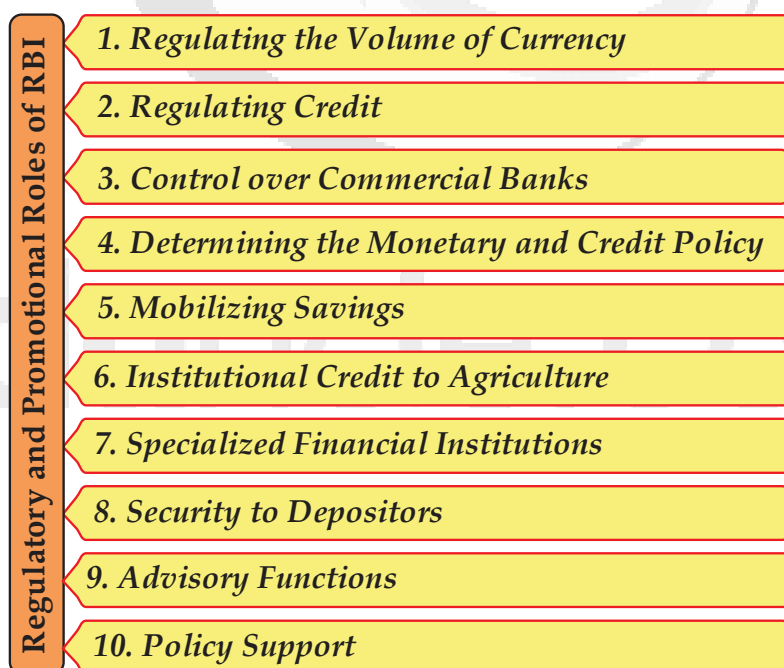 Regulatory and Promotional Roles of RBI
1. Regulating the Volume of Currency
2. Regulating Credit
3. Control over Commercial Banks
4. Determining the Monetary and Credit Policy
5. Mobilizing Savings
6. Institutional Credit to Agriculture
7. Specialized Financial Institutions
8. Security to Depositors
9. Advisory Functions
10. Policy Support